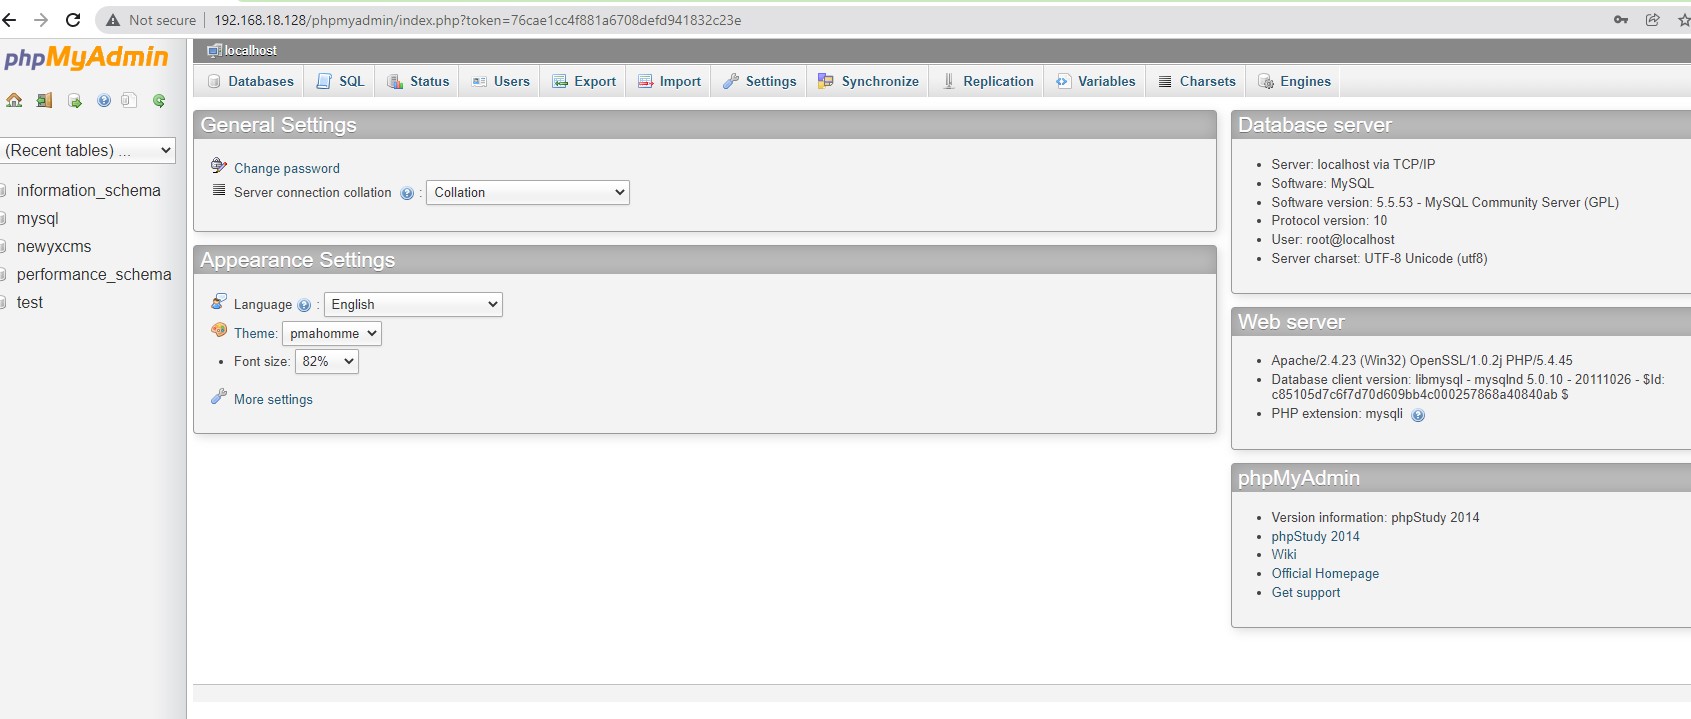 Not secure 192.168.18.128/phpmyadmin/index.php?token=76cae1cc4f881a6708defd941832c23e
phpMyAdmin
(Recent tables) ...
information_schema
mysql
newyxcms
performance_schema
test
localhost
Databases SQL Status Users Export Import Settings Synchronize Replication Variables Charsets Engines
General Settings
Change password
Server connection collation : Collation
Appearance Settings
Language : English
Theme: pmahomme
Font size: 82%
More settings
Database server
Server: localhost via TCP/IP
Software: MySQL
Software version: 5.5.53 - MySQL Community Server (GPL)
Protocol version: 10
User: root@localhost
Server charset: UTF-8 Unicode (utf8)
Web server
Apache/2.4.23 (Win32) OpenSSL/1.0.2j PHP/5.4.45
Database client version: libmysql - mysqlnd 5.0.10 - 20111026 - $Id:
c85105d7c6f7d70d609bb4c000257868a40840ab $
PHP extension: mysqli
phpMyAdmin
Version information: phpStudy 2014
phpStudy 2014
Wiki
Official Homepage
Get support